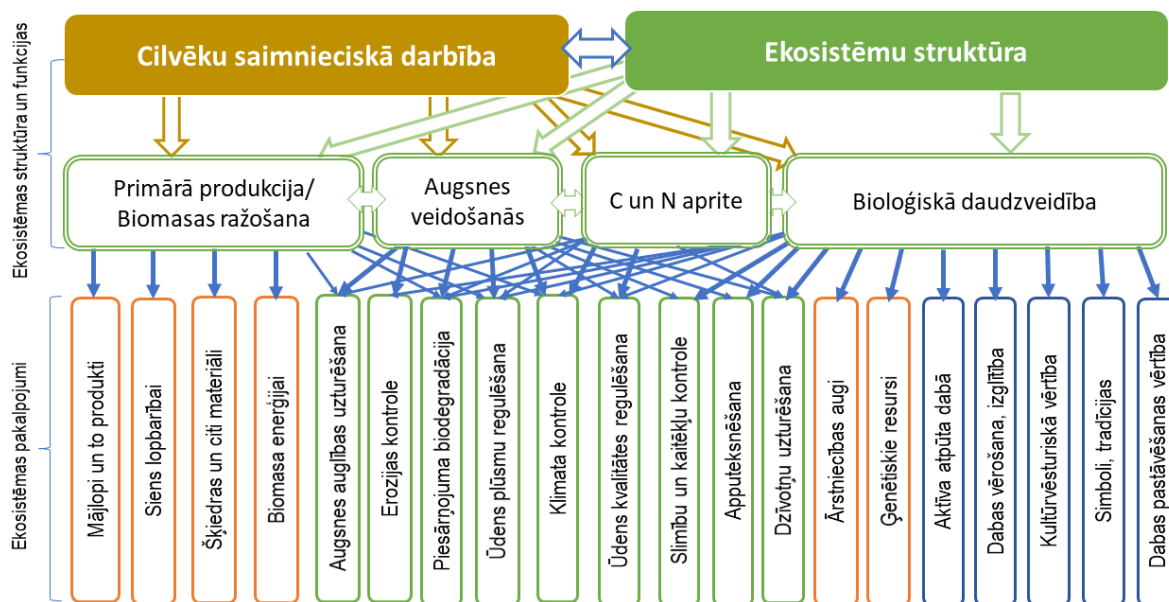 Cilvēku saimnieciskā darbība
Ekosistēmu struktūra
Ekosistēmas struktūra un funkcijas
Primārā produkcija/
Biomasas ražošana
Augsnes
veidošanās
C un N aprite
Bioloģiskā daudzveidība
Ekosistēmas pakalpojumi
Mājlopi un to produkti
Siens lopbarībai
Šķiedras un citi materiāli
Biomasa enerģijai
Augsnes auglības uzturēšana
Erozijas kontrole
Piesārņojuma biodegradācija
Ūdens plūsmu regulēšana
Klimata kontrole
Ūdens kvalitātes regulēšana
Slimību un kaitēkļu kontrole
Apputeksnēšana
Dzīvotņu uzturēšana
Ārstniecības augi
Ģenētiskie resursi
Aktīva atpūta dabā
Dabas vērošana, izglītība
Kultūrvēsturiskā vērtība
Simboli, tradīcijas
Dabas pastāvēšanas vērtība